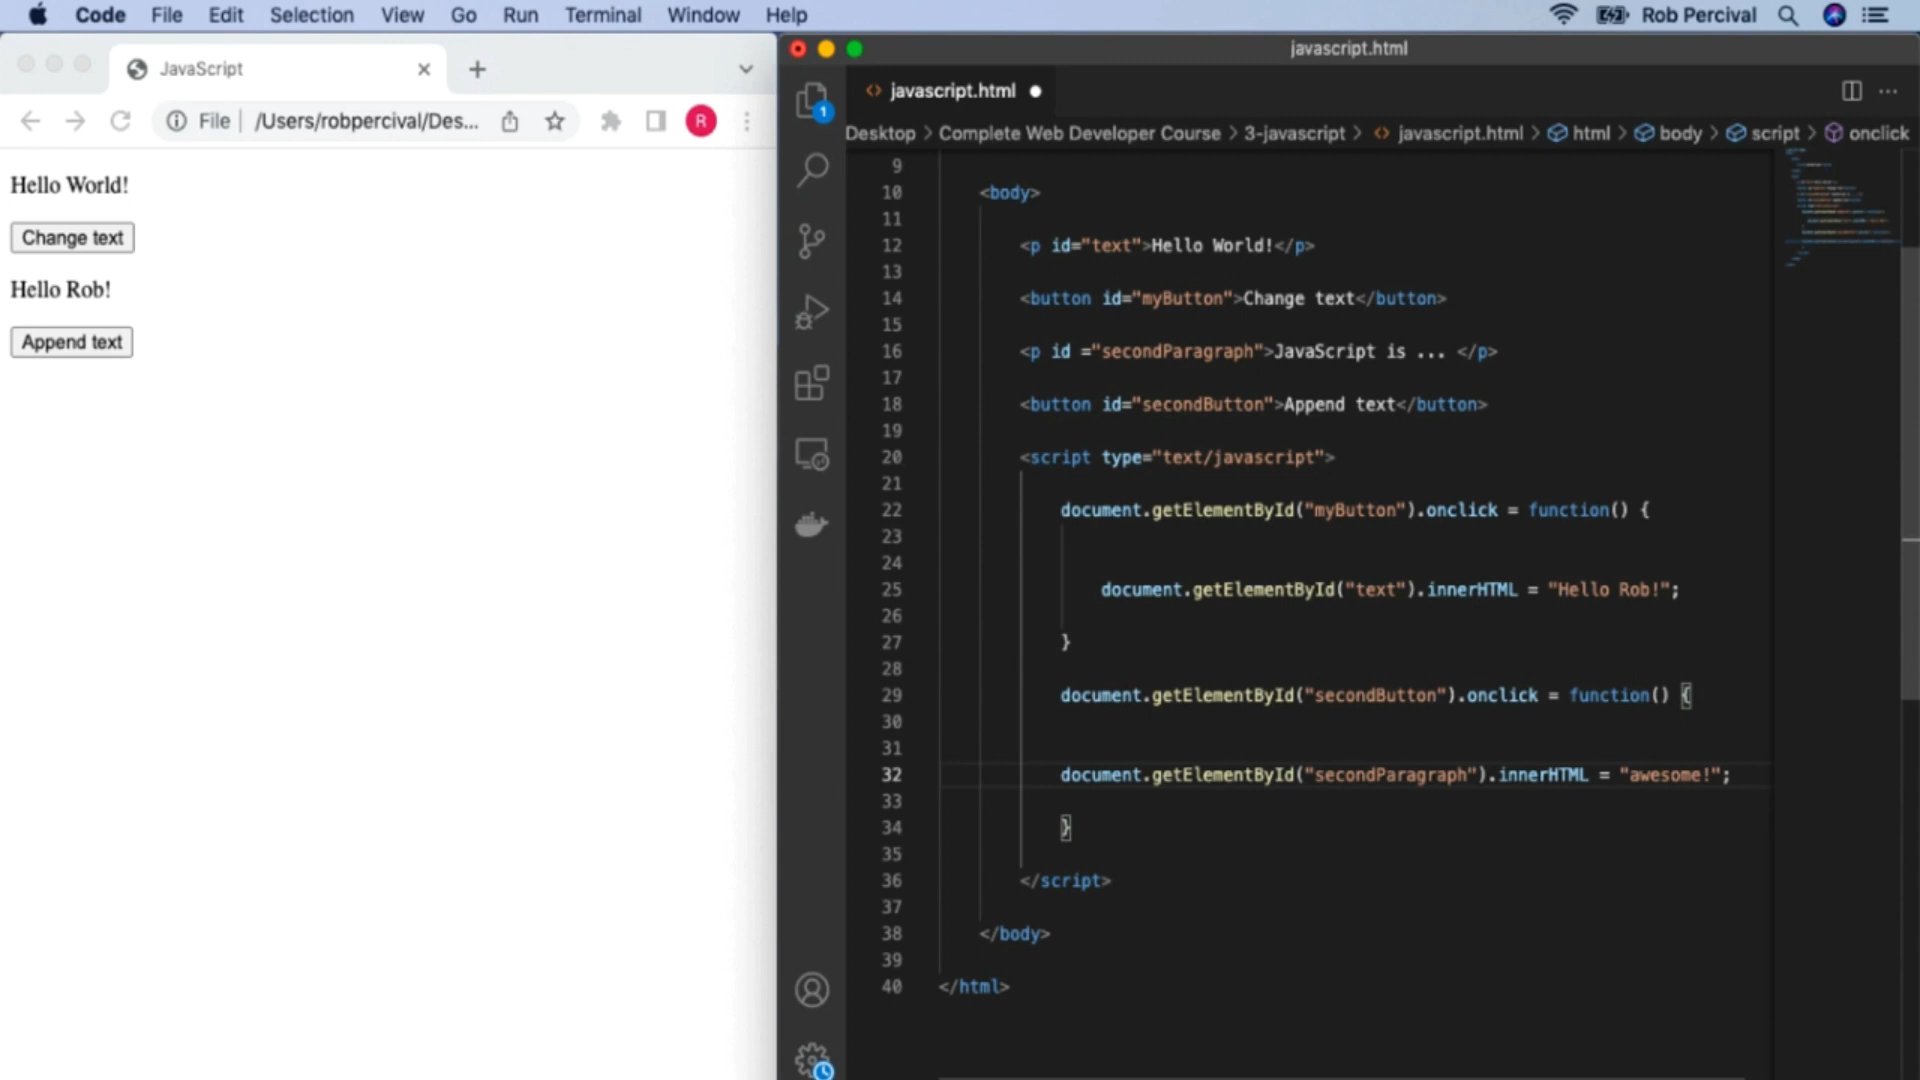 Code File Edit Selection View Go Run Terminal Window Help Rob Percival
JavaScript
File /Users/robpercival/Des... R
Hello World!
Change text
Hello Rob!
Append text
javascript.html
1
<> javascript.html
Desktop > Complete Web Developer Course > 3-javascript > <> javascript.html > html > body > script > onclick
9
10 <body>
11
12 <p id="text">Hello World!</p>
13
14 <button id="myButton">Change text</button>
15
16 <p id ="secondParagraph">JavaScript is ... </p>
17
18 <button id="secondButton">Append text</button>
19
20 <script type="text/javascript">
21
22 document.getElementById("myButton").onclick = function() {
23
24
25 document.getElementById("text").innerHTML = "Hello Rob!";
26
27 }
28
29 document.getElementById("secondButton").onclick = function() {
30
31
32 document.getElementById("secondParagraph").innerHTML = "awesome!";
33
34 }
35
36 </script>
37
38 </body>
39
40 </html>